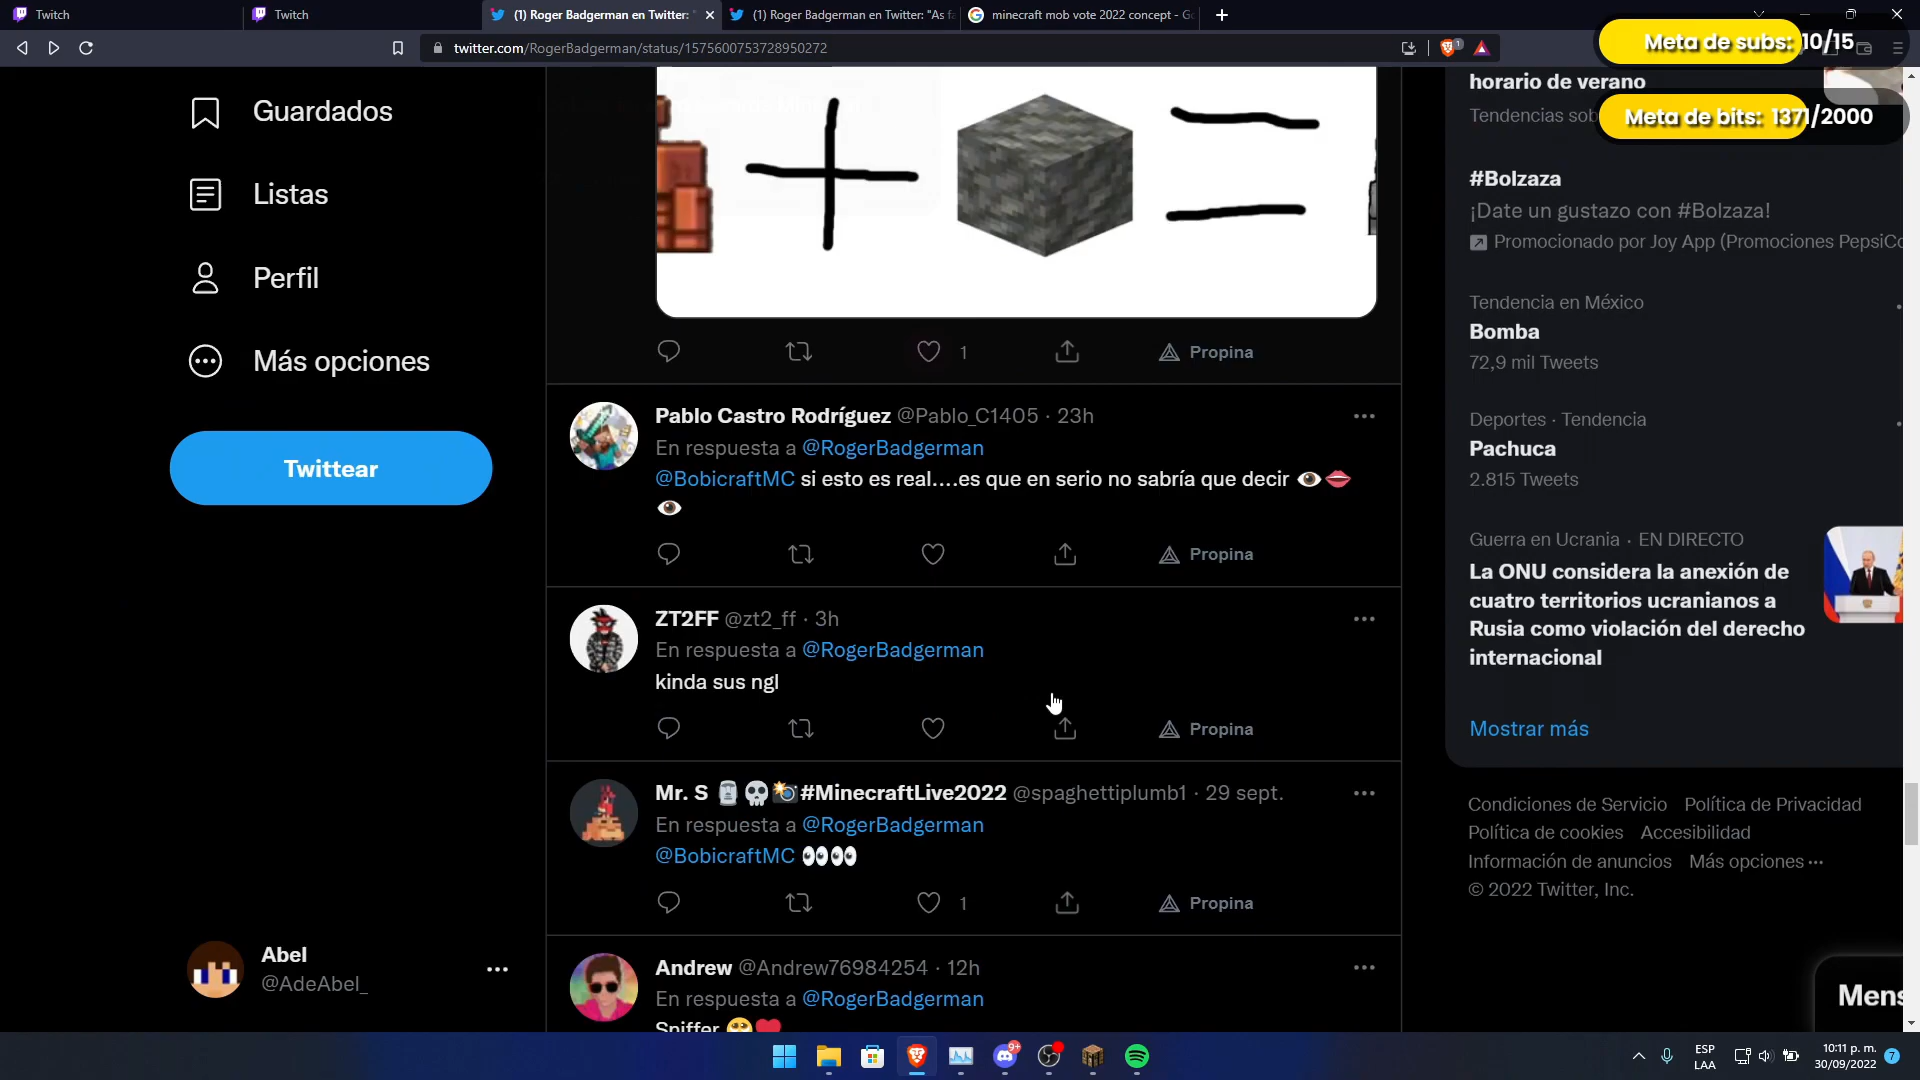 Twitch
Twitch
(1) Roger Badgerman en Twitter: "
(1) Roger Badgerman en Twitter: "As fa
minecraft mob vote 2022 concept - Go
twitter.com/RogerBadgerman/status/1575600753728950272
Meta de subs: 10/15
Meta de bits: 1371/2000
Guardados
Listas
Perfil
Más opciones
Twittear
Abel
@AdeAbel_
1
Propina
Pablo Castro Rodríguez @Pablo_C1405 · 23h
En respuesta a @RogerBadgerman
@BobicraftMC si esto es real....es que en serio no sabría que decir 👁️👄
👁️
Propina
ZT2FF @zt2_ff · 3h
En respuesta a @RogerBadgerman
kinda sus ngl
Propina
Mr. S 🗿💀📸#MinecraftLive2022 @spaghettiplumb1 · 29 sept.
En respuesta a @RogerBadgerman
@BobicraftMC 👀👀👀👀
1
Propina
Andrew @Andrew76984254 · 12h
En respuesta a @RogerBadgerman
Sniffer 🥺❤️
horario de verano
Tendencias sob
#Bolzaza
¡Date un gustazo con #Bolzaza!
Promocionado por Joy App (Promociones PepsiCo
Tendencia en México
Bomba
72,9 mil Tweets
Deportes · Tendencia
Pachuca
2.815 Tweets
Guerra en Ucrania · EN DIRECTO
La ONU considera la anexión de
cuatro territorios ucranianos a
Rusia como violación del derecho
internacional
Mostrar más
Condiciones de Servicio Política de Privacidad
Política de cookies Accesibilidad
Información de anuncios Más opciones ···
© 2022 Twitter, Inc.
Mens
9+
ESP
LAA
10:11 p. m.
30/09/2022
7